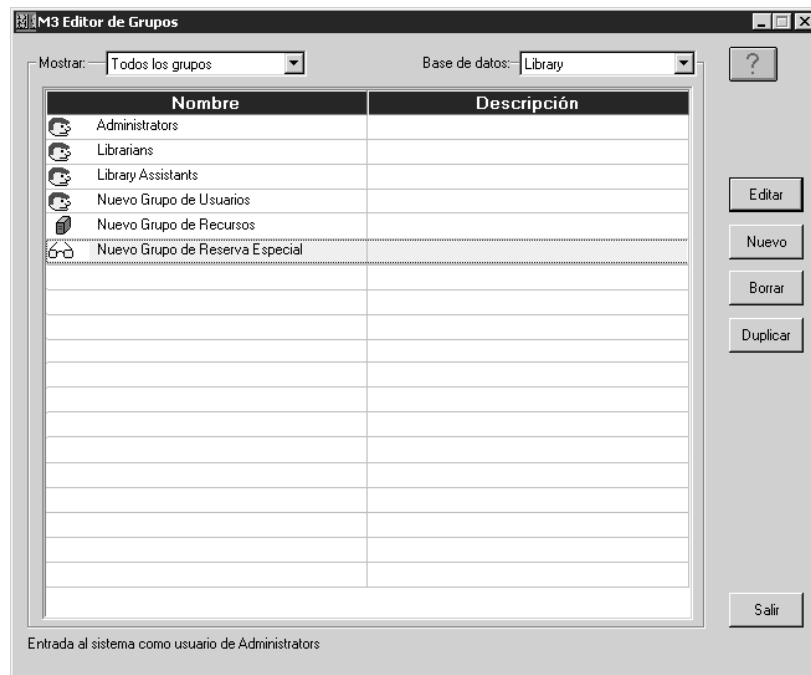 M3 Editor de Grupos
Mostrar: Todos los grupos Base de datos: Library ?
Nombre Descripción
Administrators
Librarians
Library Assistants
Nuevo Grupo de Usuarios
Nuevo Grupo de Recursos
Nuevo Grupo de Reserva Especial
Editar
Nuevo
Borrar
Duplicar
Salir
Entrada al sistema como usuario de Administrators